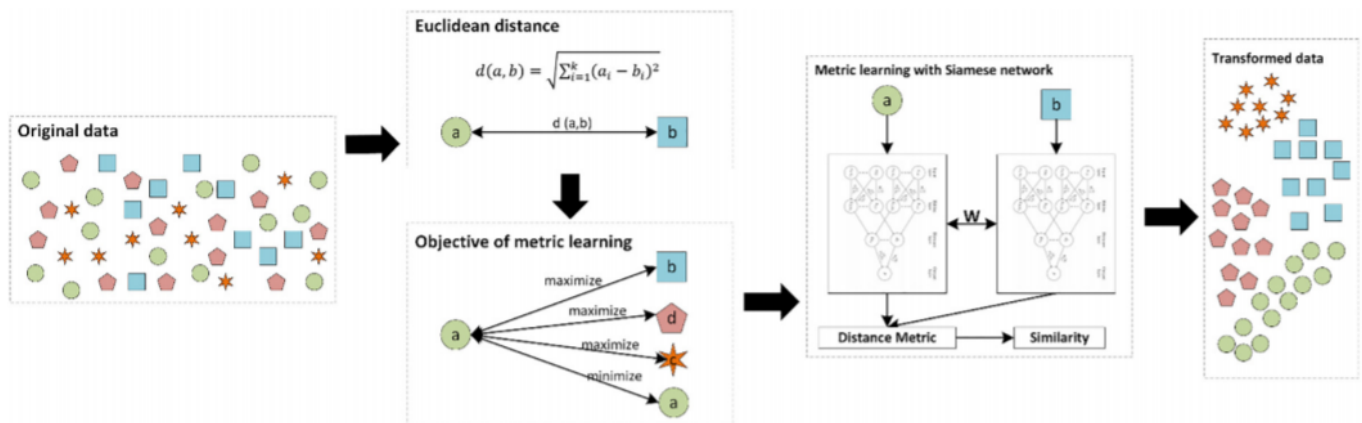 Original data
Euclidean distance
d(a, b) = √∑ᵏᵢ₌₁(aᵢ − bᵢ)²
a
d (a,b)
b
Objective of metric learning
a
maximize
b
maximize
d
maximize
c
minimize
a
Metric learning with Siamese network
a
b
W
Distance Metric
Similarity
Transformed data